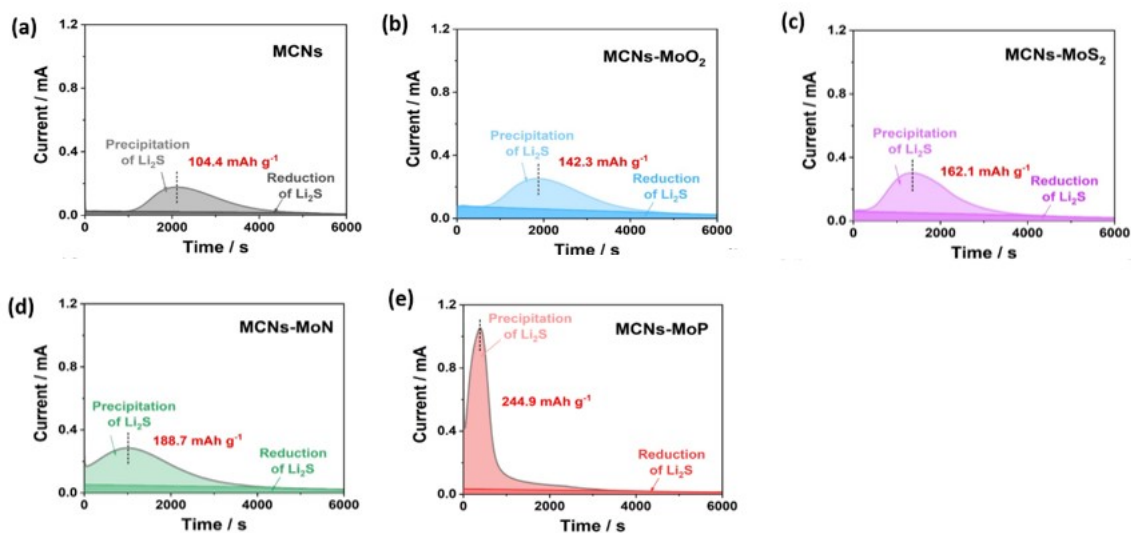 (a)
MCNs
Precipitation
of Li₂S
104.4 mAh g⁻¹
Reduction
of Li₂S
Current / mA
1.2
0.8
0.4
0.0
0 2000 4000 6000
Time / s
(b)
MCNs-MoO₂
Precipitation
of Li₂S
142.3 mAh g⁻¹
Reduction
of Li₂S
Current / mA
1.2
0.8
0.4
0.0
0 2000 4000 6000
Time / s
(c)
MCNs-MoS₂
Precipitation
of Li₂S
162.1 mAh g⁻¹
Reduction
of Li₂S
Current / mA
1.2
0.8
0.4
0.0
0 2000 4000 6000
Time / s
(d)
MCNs-MoN
Precipitation
of Li₂S
188.7 mAh g⁻¹
Reduction
of Li₂S
Current / mA
1.2
0.8
0.4
0.0
0 2000 4000 6000
Time / s
(e)
MCNs-MoP
Precipitation
of Li₂S
244.9 mAh g⁻¹
Reduction
of Li₂S
Current / mA
1.2
0.8
0.4
0.0
0 2000 4000 6000
Time / s